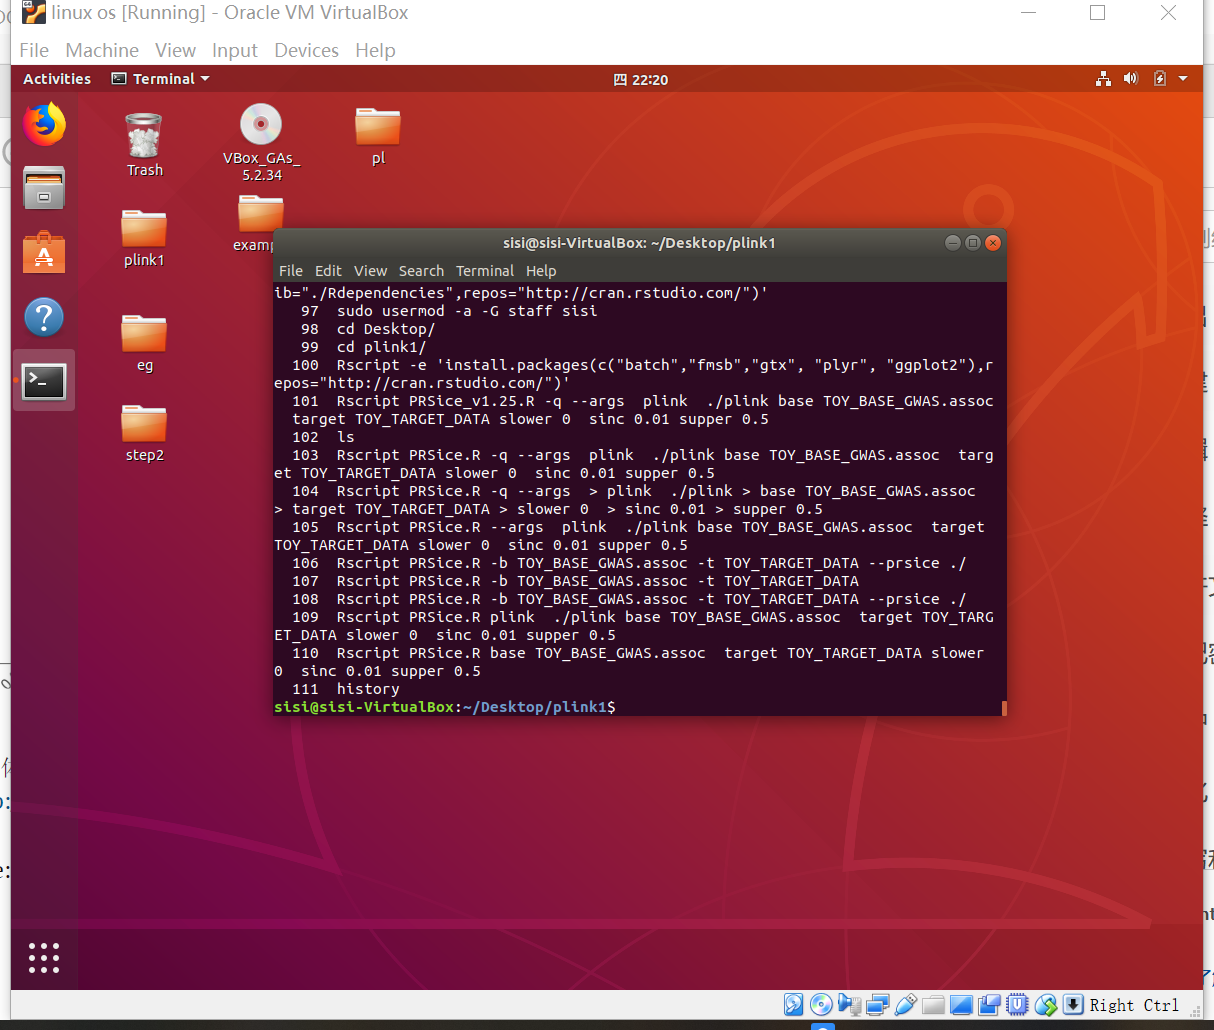 linux os [Running] - Oracle VM VirtualBox
File Machine View Input Devices Help
Activities Terminal 四 22:20
Trash
VBox_GAs_
5.2.34
pl
plink1
examp
eg
step2
sisi@sisi-VirtualBox: ~/Desktop/plink1
File Edit View Search Terminal Help
ib="./Rdependencies",repos="http://cran.rstudio.com/")'
97 sudo usermod -a -G staff sisi
98 cd Desktop/
99 cd plink1/
100 Rscript -e 'install.packages(c("batch","fmsb","gtx", "plyr", "ggplot2"),r
epos="http://cran.rstudio.com/")'
101 Rscript PRSice_v1.25.R -q --args plink ./plink base TOY_BASE_GWAS.assoc
target TOY_TARGET_DATA slower 0 sinc 0.01 supper 0.5
102 ls
103 Rscript PRSice.R -q --args plink ./plink base TOY_BASE_GWAS.assoc targ
et TOY_TARGET_DATA slower 0 sinc 0.01 supper 0.5
104 Rscript PRSice.R -q --args > plink ./plink > base TOY_BASE_GWAS.assoc
> target TOY_TARGET_DATA > slower 0 > sinc 0.01 > supper 0.5
105 Rscript PRSice.R --args plink ./plink base TOY_BASE_GWAS.assoc target
TOY_TARGET_DATA slower 0 sinc 0.01 supper 0.5
106 Rscript PRSice.R -b TOY_BASE_GWAS.assoc -t TOY_TARGET_DATA --prsice ./
107 Rscript PRSice.R -b TOY_BASE_GWAS.assoc -t TOY_TARGET_DATA
108 Rscript PRSice.R -b TOY_BASE_GWAS.assoc -t TOY_TARGET_DATA --prsice ./
109 Rscript PRSice.R plink ./plink base TOY_BASE_GWAS.assoc target TOY_TARG
ET_DATA slower 0 sinc 0.01 supper 0.5
110 Rscript PRSice.R base TOY_BASE_GWAS.assoc target TOY_TARGET_DATA slower
0 sinc 0.01 supper 0.5
111 history
sisi@sisi-VirtualBox:~/Desktop/plink1$
Right Ctrl